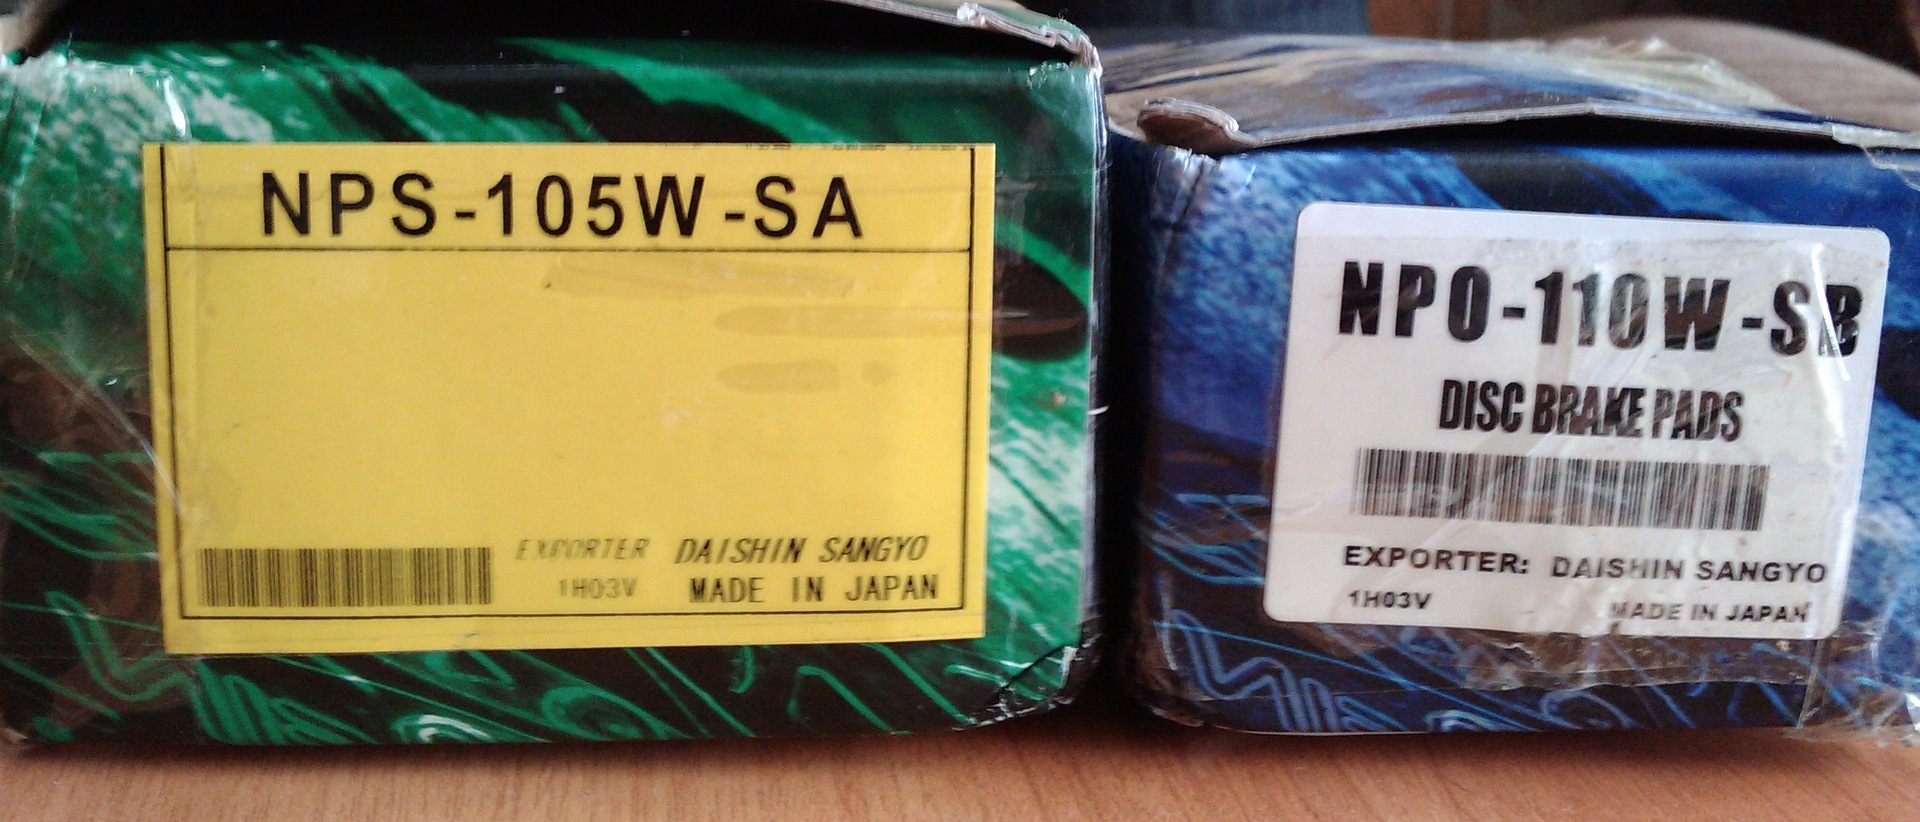 NPS-105W-SA
EXPORTER DAISHIN SANGYO
1H03V MADE IN JAPAN
NPO-110W-SB
DISC BRAKE PADS
EXPORTER: DAISHIN SANGYO
1H03V MADE IN JAPAN